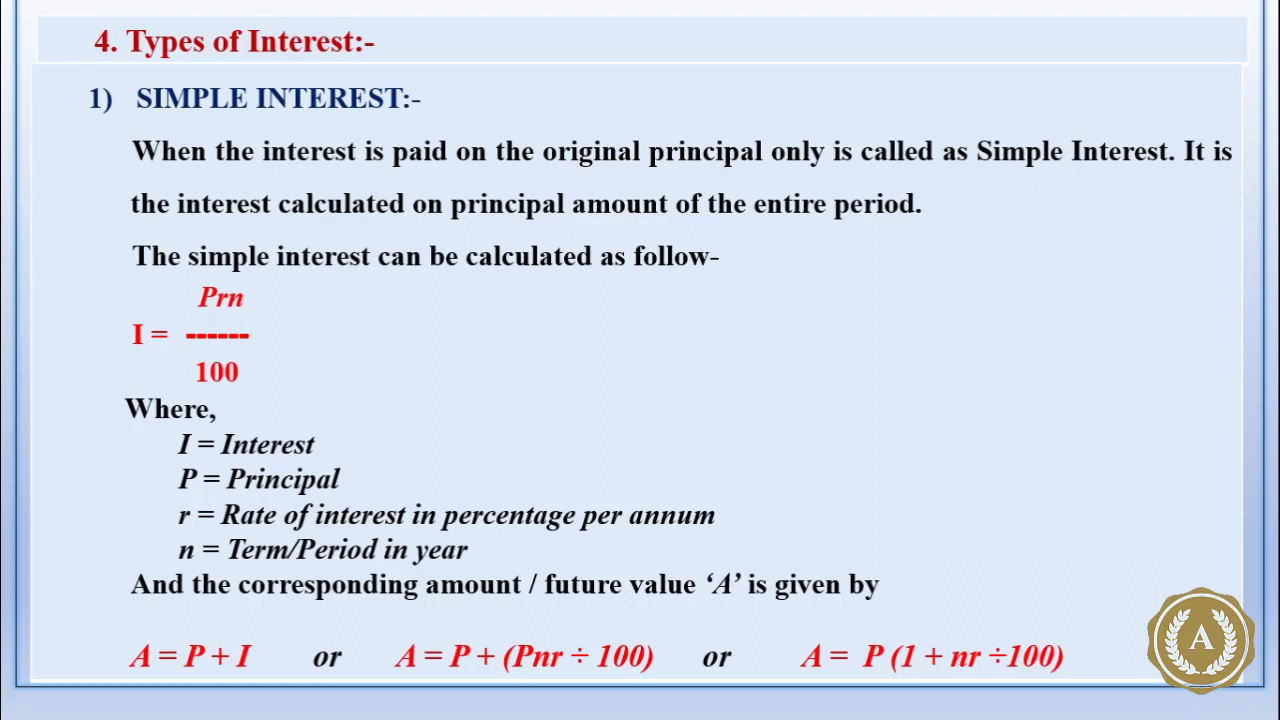 4. Types of Interest:-
1) SIMPLE INTEREST:-
When the interest is paid on the original principal only is called as Simple Interest. It is
the interest calculated on principal amount of the entire period.
The simple interest can be calculated as follow-
Prn
I = ------
100
Where,
I = Interest
P = Principal
r = Rate of interest in percentage per annum
n = Term/Period in year
And the corresponding amount / future value ‘A’ is given by
A = P + I or A = P + (Pnr ÷ 100) or A = P (1 + nr ÷100)
A